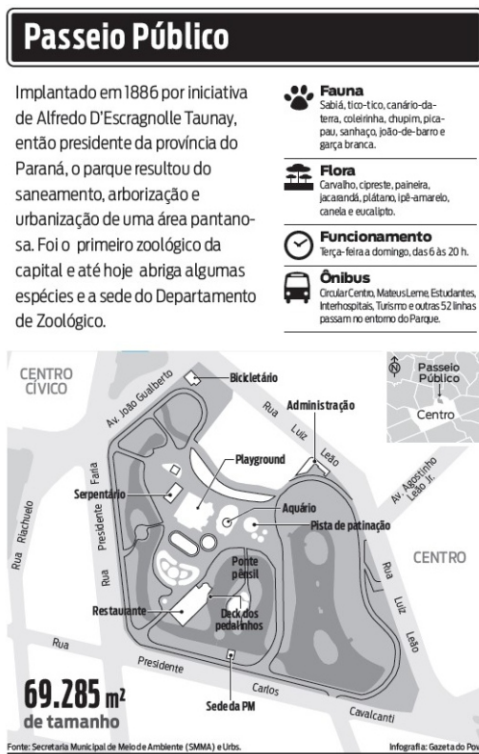 Passeio Público
Implantado em 1886 por iniciativa
de Alfredo D'Escragnolle Taunay,
então presidente da província do
Paraná, o parque resultou do
saneamento, arborização e
urbanização de uma área pantano-
sa. Foi o primeiro zoológico da
capital e até hoje abriga algumas
espécies e a sede do Departamento
de Zoológico.
Fauna
Sabiá, tico-tico, canário-da-
terra, coleirinha, chupim, pica-
pau, sanhaço, joão-de-barro e
garça branca.
Flora
Carvalho, cipreste, paineira,
jacarandá, plátano, ipê-amarelo,
canela e eucalipto.
Funcionamento
Terça-feira a domingo, das 6 às 20 h.
Ônibus
Circular Centro, Mateus Leme, Estudantes,
Interhospitais, Turismo e outras 52 linhas
passam no entorno do Parque.
CENTRO
CÍVICO
Av. João Gualberto
Bicicletário
Rua Luiz Leão
Administração
N
Passeio
Público
Centro
Playground
Serpentário
Aquário
Pista de patinação
Av. Agostinho
Leão Jr.
Rua Riachuelo
Rua Presidente Faria
CENTRO
Ponte
pênsil
Restaurante
Deck dos
pedalinhos
Rua Luiz Leão
Rua Presidente Carlos Cavalcanti
Sede da PM
69.285 m²
de tamanho
Fonte: Secretaria Municipal de Meio de Ambiente (SMMA) e Urbs.
Infografia: Gazeta do Pov